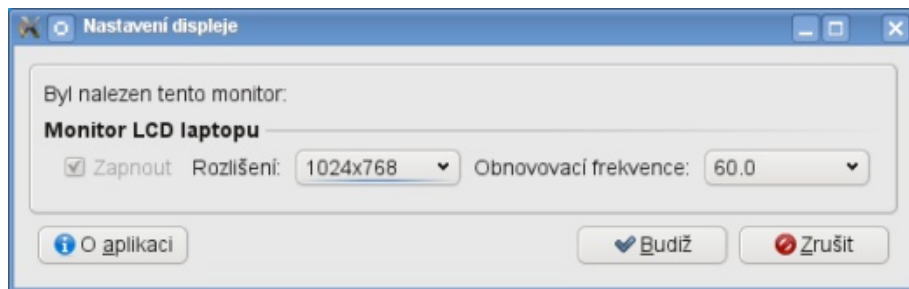 Nastavení displeje
Byl nalezen tento monitor:
Monitor LCD laptopu
Zapnout Rozlišení: 1024x768 Obnovovací frekvence: 60.0
O aplikaci Budiž Zrušit